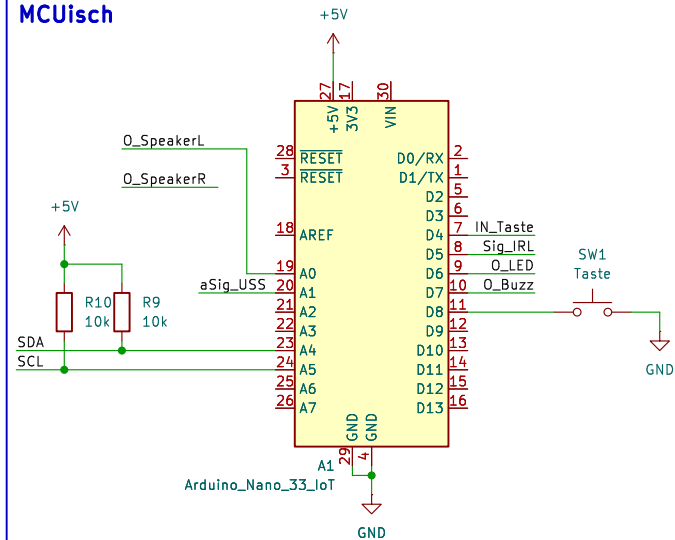 MCUisch
+5V
27
17
30
+5V
3V3
VIN
O_SpeakerL
28 RESET D0/RX 2
3 RESET D1/TX 1
O_SpeakerR
D2 5
+5V
D3 6
18 AREF D4 7 IN_Taste
D5 8 Sig_IRL
SW1
Taste
19 A0 D6 9 O_LED
aSig_USS 20 A1 D7 10 O_Buzz
R10
10k
R9
10k
21 A2 D8 11
22 A3 D9 12
SDA 23 A4 D10 13
SCL 24 A5 D11 14
GND
25 A6 D12 15
26 A7 D13 16
GND
GND
29
4
A1
Arduino_Nano_33_IoT
GND